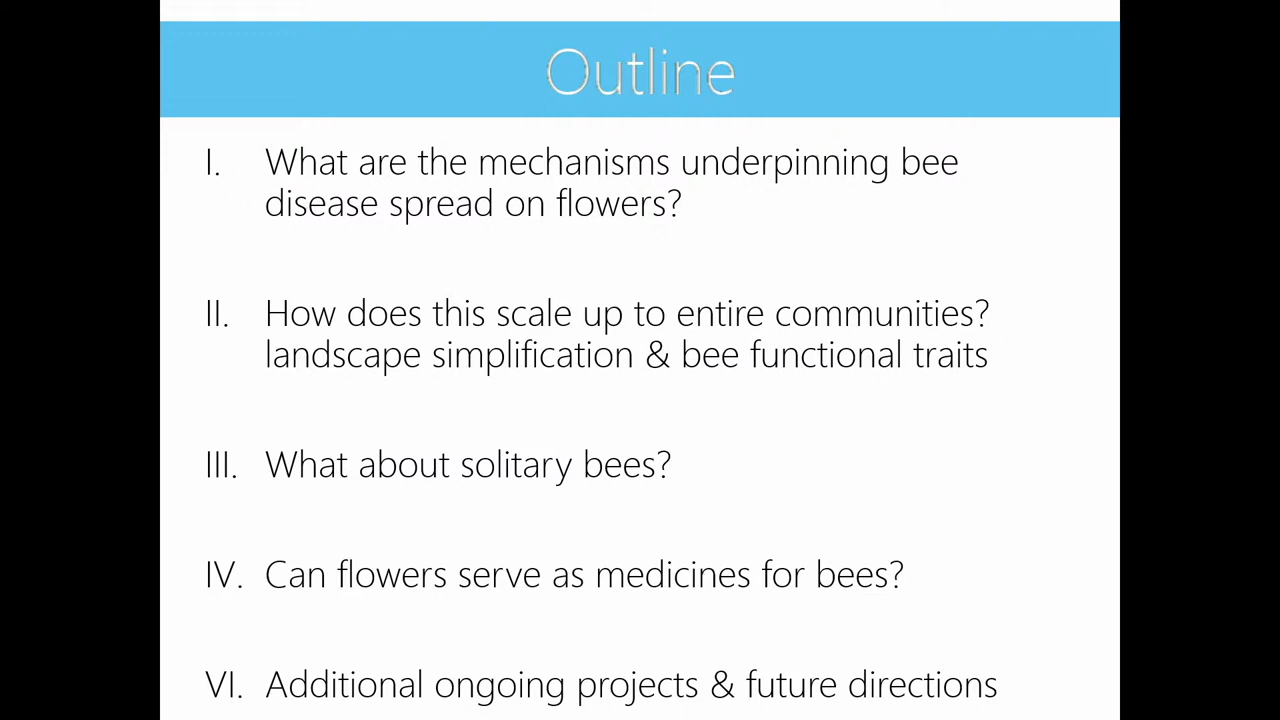 Outline
I. What are the mechanisms underpinning bee
disease spread on flowers?
II. How does this scale up to entire communities?
landscape simplification & bee functional traits
III. What about solitary bees?
IV. Can flowers serve as medicines for bees?
VI. Additional ongoing projects & future directions